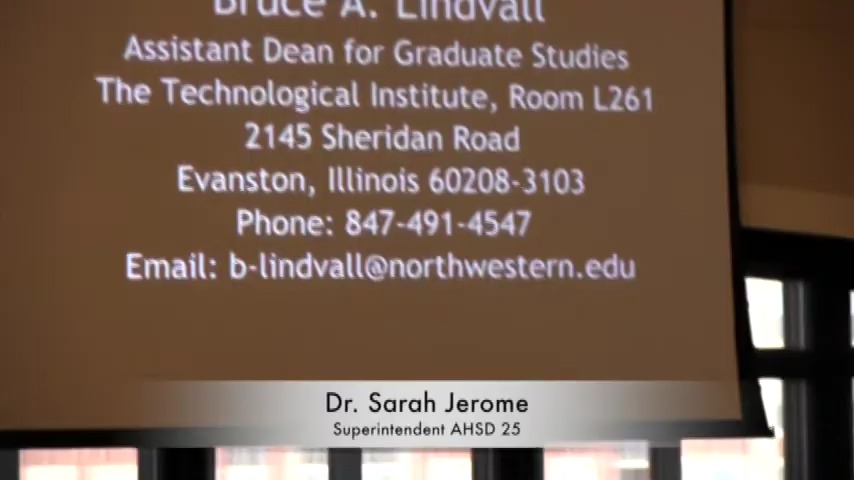 Bruce A. Lindvall
Assistant Dean for Graduate Studies
The Technological Institute, Room L261
2145 Sheridan Road
Evanston, Illinois 60208-3103
Phone: 847-491-4547
Email: b-lindvall@northwestern.edu
Dr. Sarah Jerome
Superintendent AHSD 25